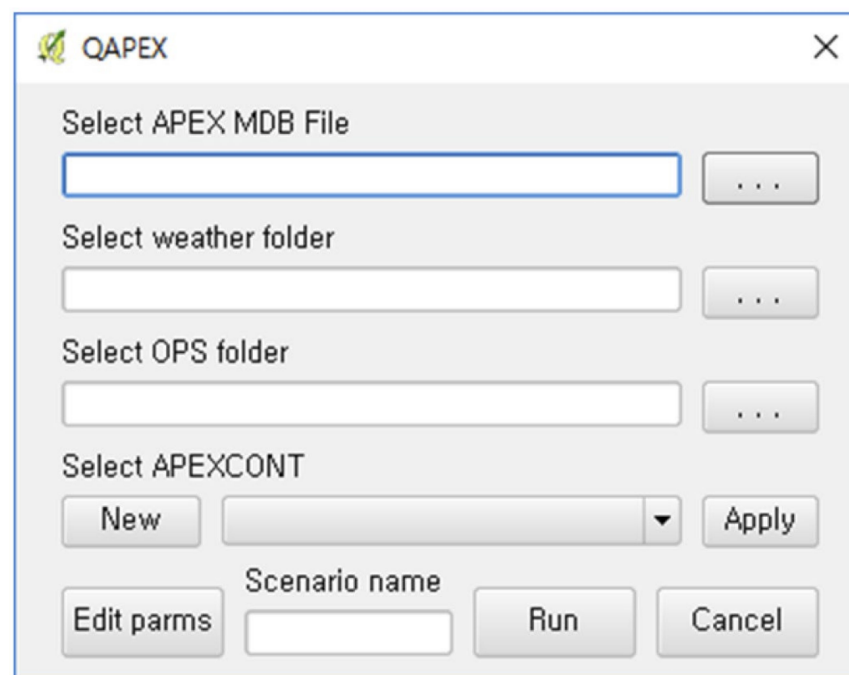 QAPEX
Select APEX MDB File
. . .
Select weather folder
. . .
Select OPS folder
. . .
Select APEXCONT
New
Apply
Scenario name
Edit parms
Run
Cancel